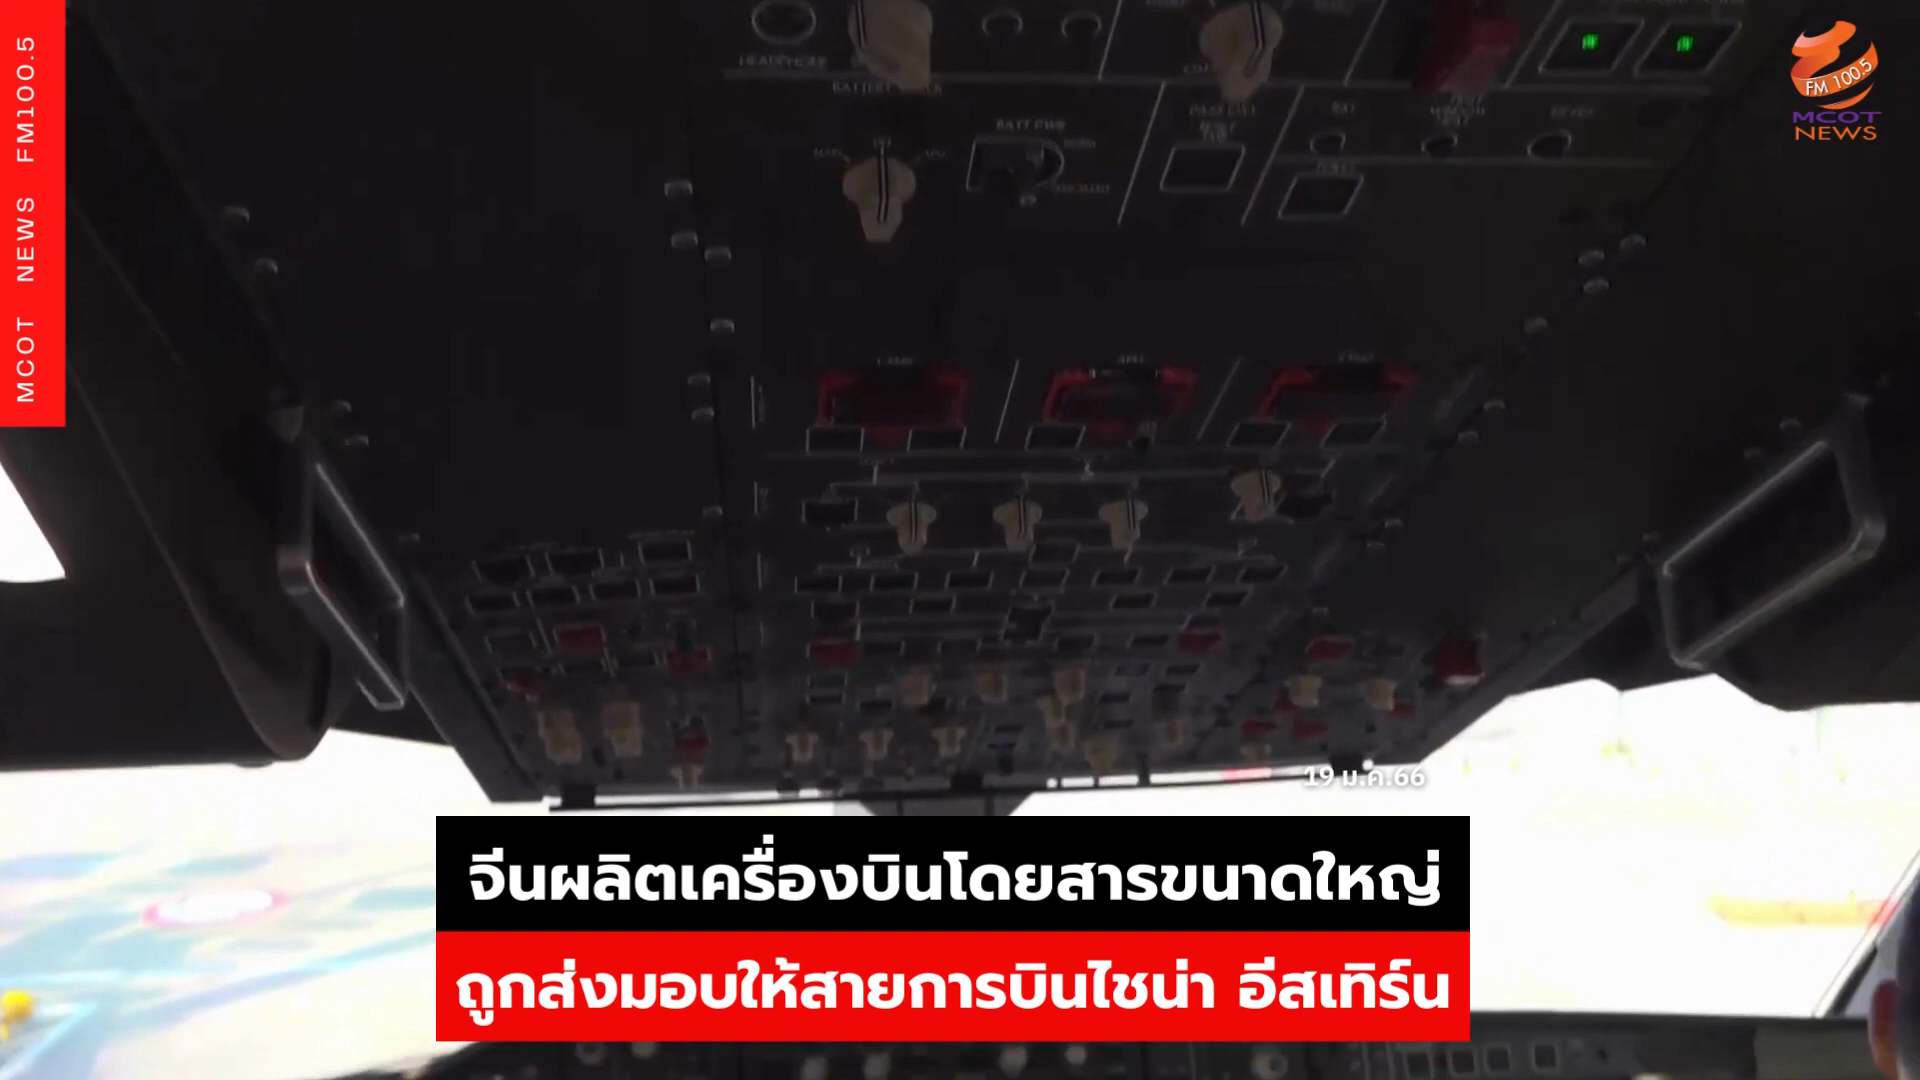 MCOT NEWS FM100.5
FM 100.5
MCOT
NEWS
HEADPHONE
BATT PWR
19 ม.ค.66
จีนผลิตเครื่องบินโดยสารขนาดใหญ่
ถูกส่งมอบให้สายการบินไชน่า อีสเทิร์น